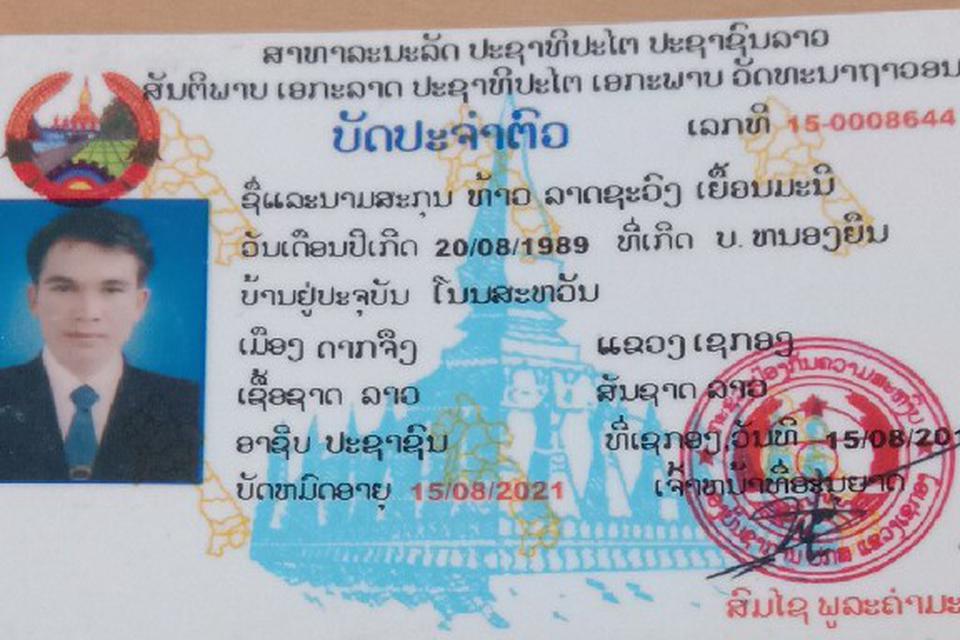 ສາທາລະນະລັດ ປະຊາທິປະໄຕ ປະຊາຊົນລາວ
ສັນຕິພາບ ເອກະລາດ ປະຊາທິປະໄຕ ເອກະພາບ ວັດທະນາຖາວອນ
ບັດປະຈຳຕົວ
ເລກທີ 15-0008644
ຊື່ແລະນາມສະກຸນ ທ້າວ ລາດຊະວົງ ເຍື້ອນມະນີ
ວັນເດືອນປີເກີດ 20/08/1989 ທີ່ເກີດ ບ. ຫນອງຍືນ
ບ້ານຢູ່ປະຈຸບັນ ໂນນສະຫວັນ
ເມືອງ ດາກຈຶງ ແຂວງ ເຊກອງ
ເຊື້ອຊາດ ລາວ ສັນຊາດ ລາວ
ອາຊີບ ປະຊາຊົນ ທີ່ເຊກອງ,ວັນທີ 15/08/201
ບັດຫມົດອາຍຸ 15/08/2021 ເຈົ້າຫນ້າທີ່ອະນຸຍາດ
ສົມໄຊ